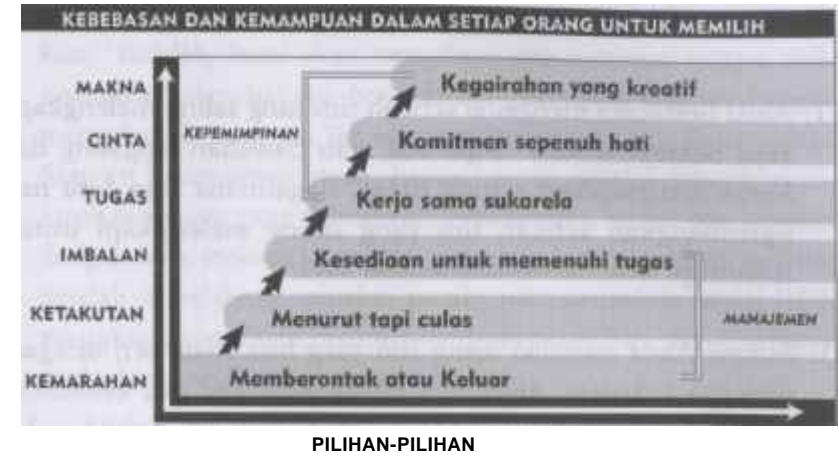 KEBEBASAN DAN KEMAMPUAN DALAM SETIAP ORANG UNTUK MEMILIH
MAKNA
Kegairahan yang kreatif
CINTA
KEPEMIMPINAN
Komitmen sepenuh hati
TUGAS
Kerja sama sukarela
IMBALAN
Kesediaan untuk memenuhi tugas
KETAKUTAN
Menurut tapi culas
MANAJEMEN
KEMARAHAN
Memberontak atau Keluar
PILIHAN-PILIHAN